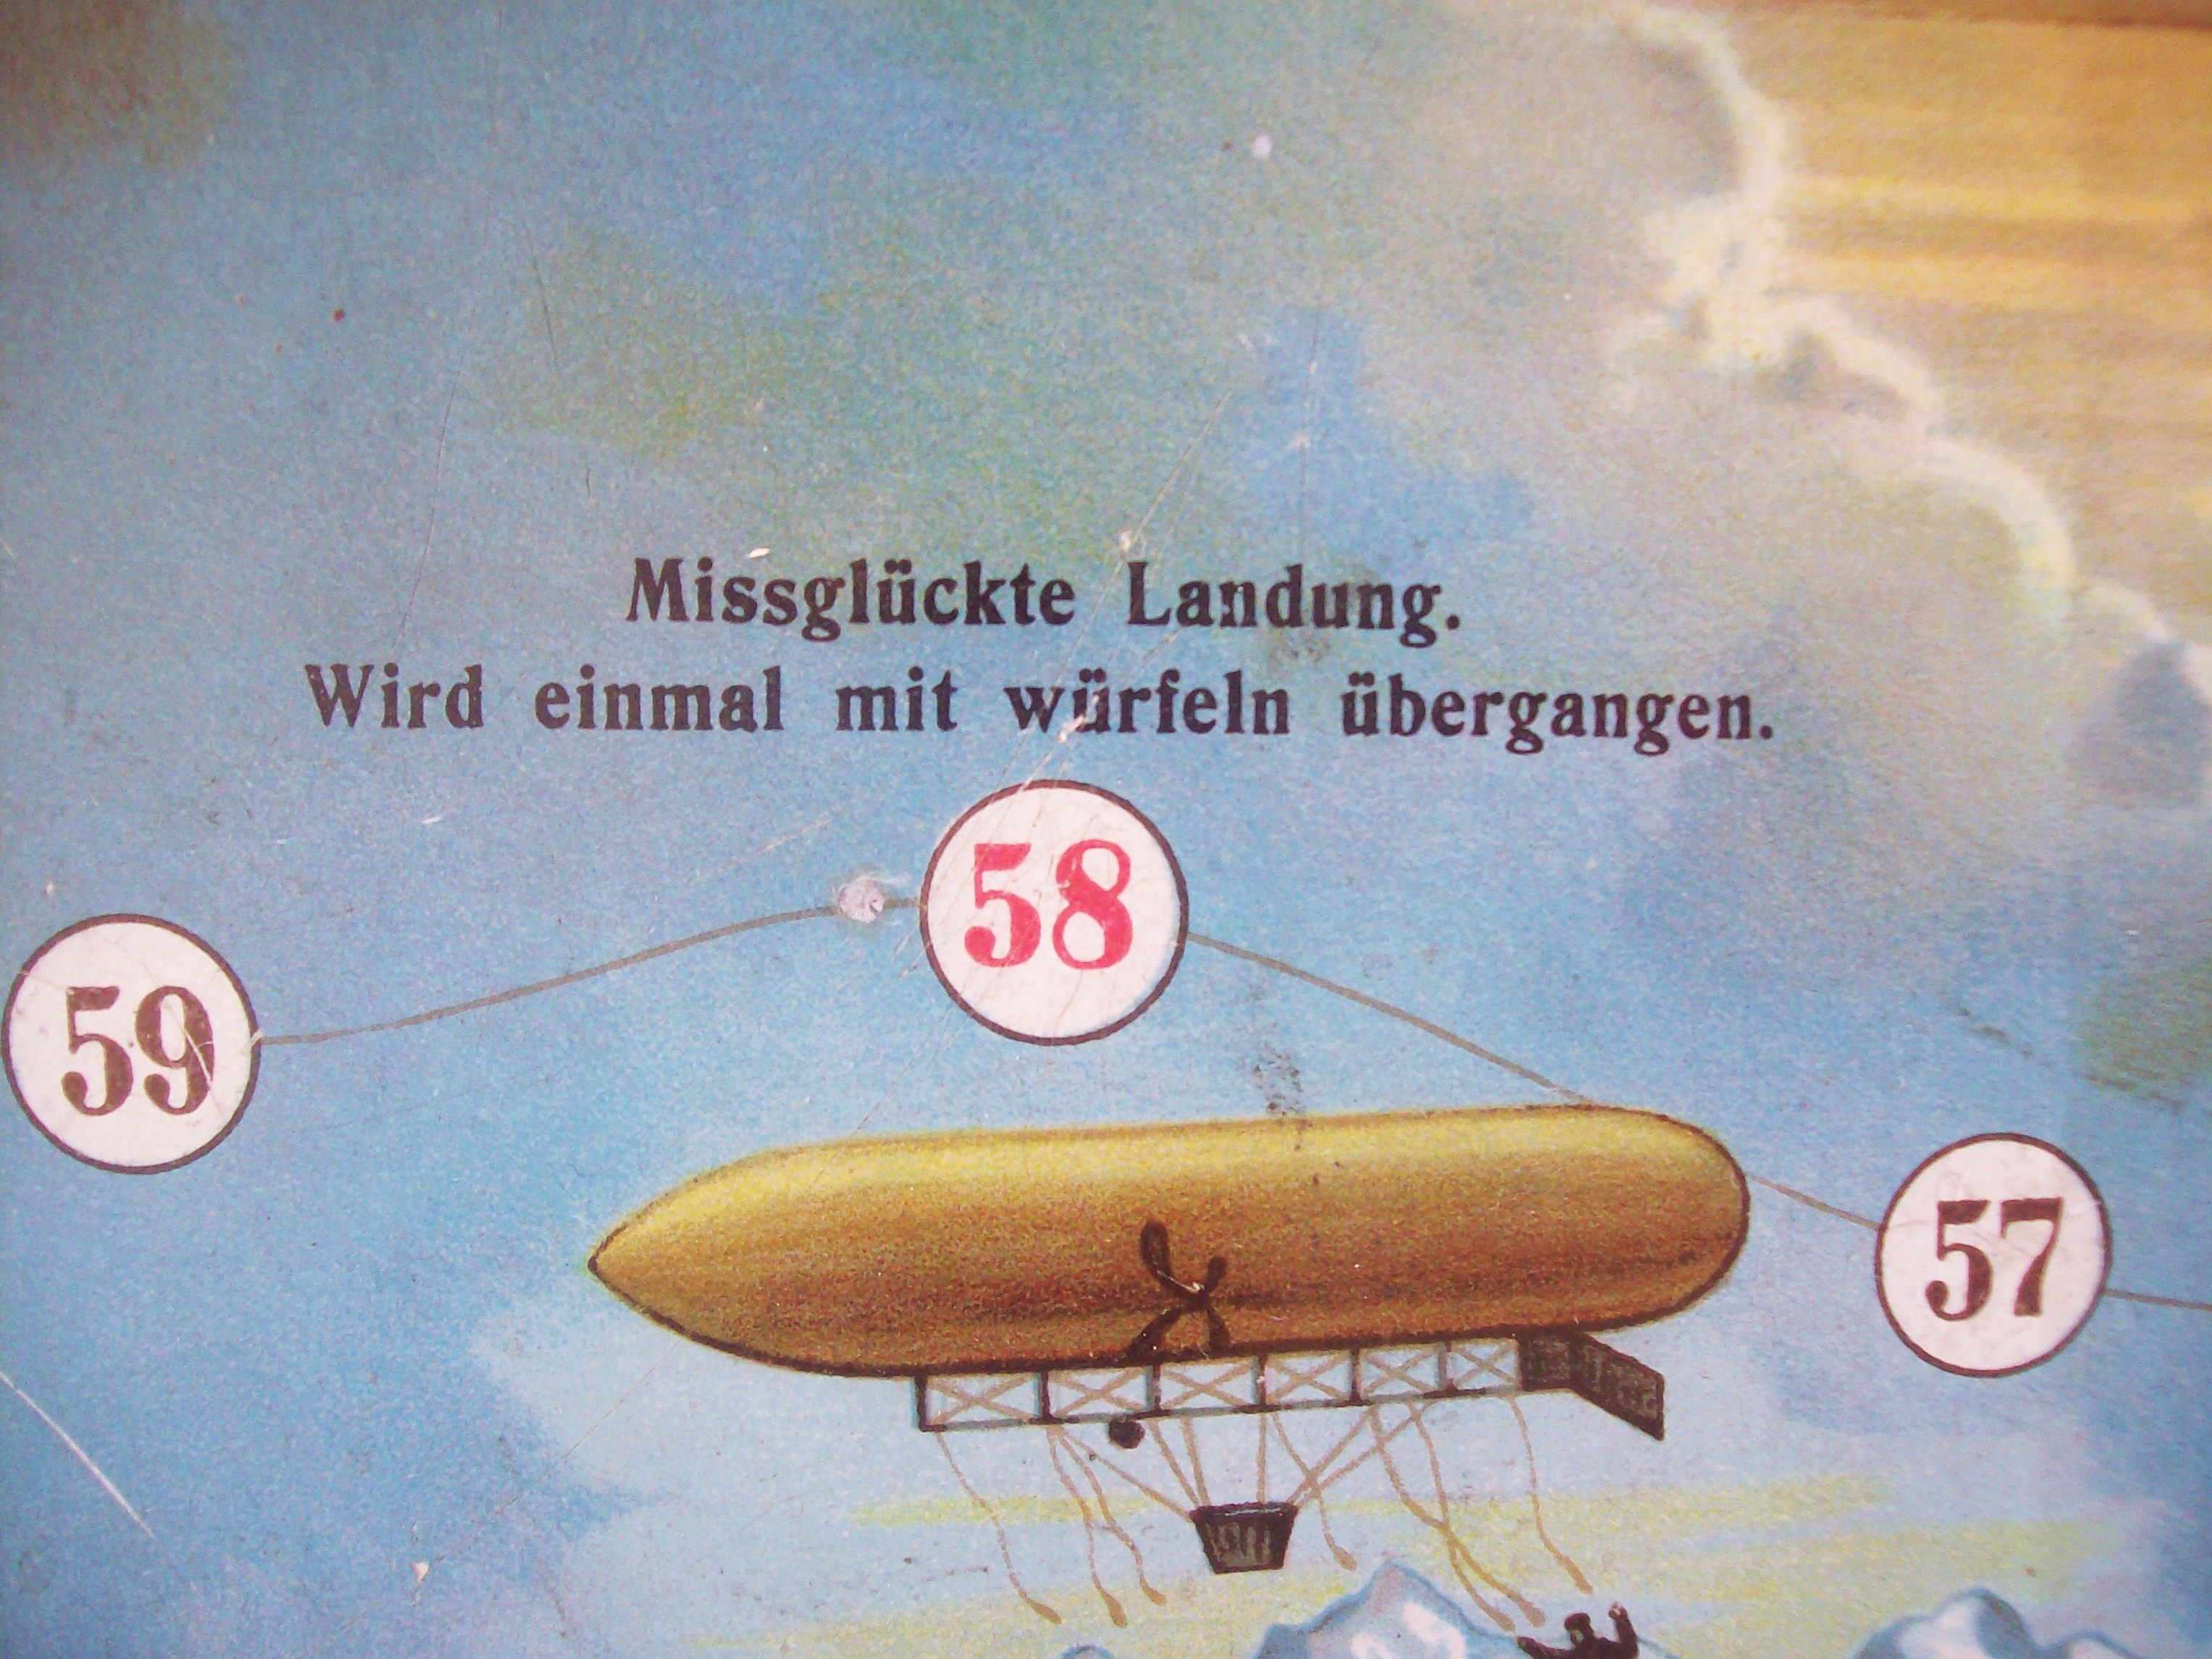 Missglückte Landung.
Wird einmal mit würfeln übergangen.
58
59
57